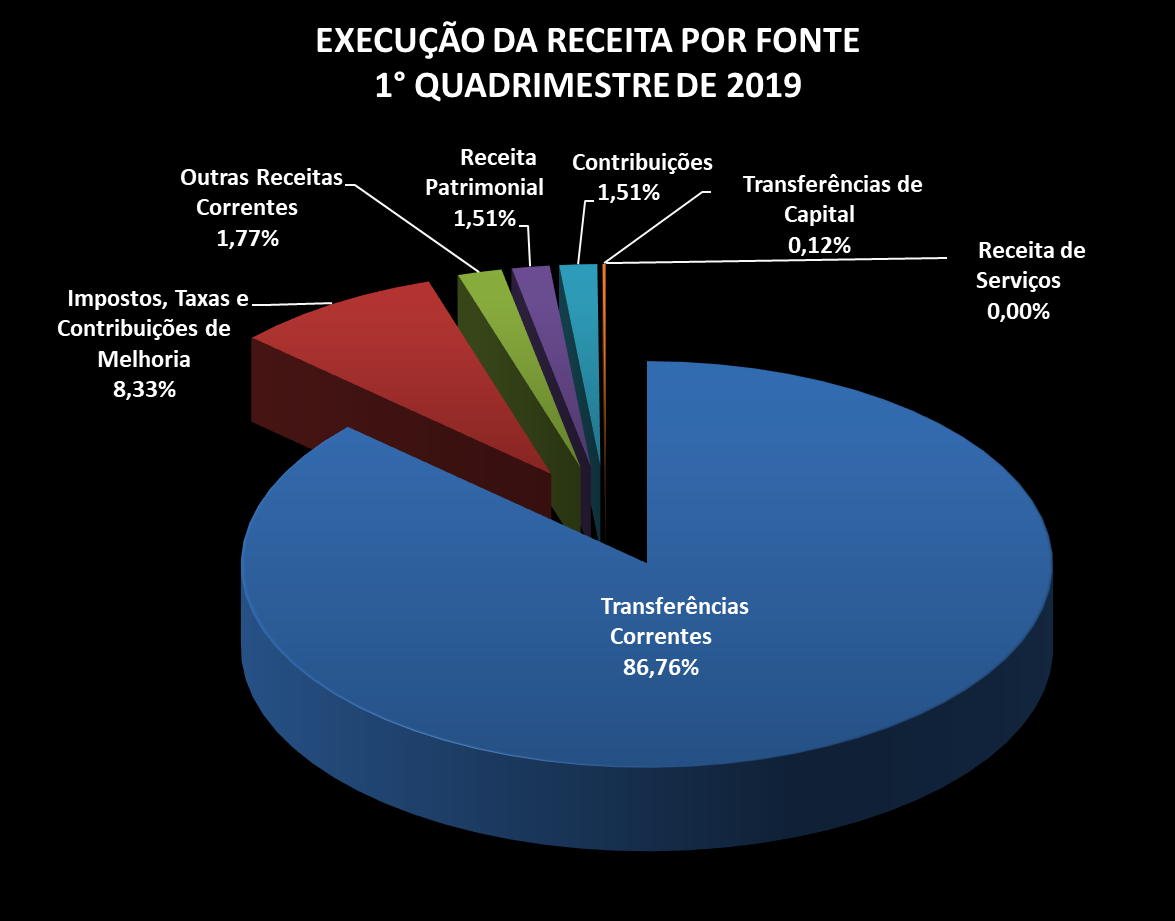 EXECUÇÃO DA RECEITA POR FONTE
1° QUADRIMESTRE DE 2019
Outras Receitas
Correntes
1,77%
Receita
Patrimonial
1,51%
Contribuições
1,51%
Transferências de
Capital
0,12%
Receita de
Serviços
0,00%
Impostos, Taxas e
Contribuições de
Melhoria
8,33%
Transferências
Correntes
86,76%